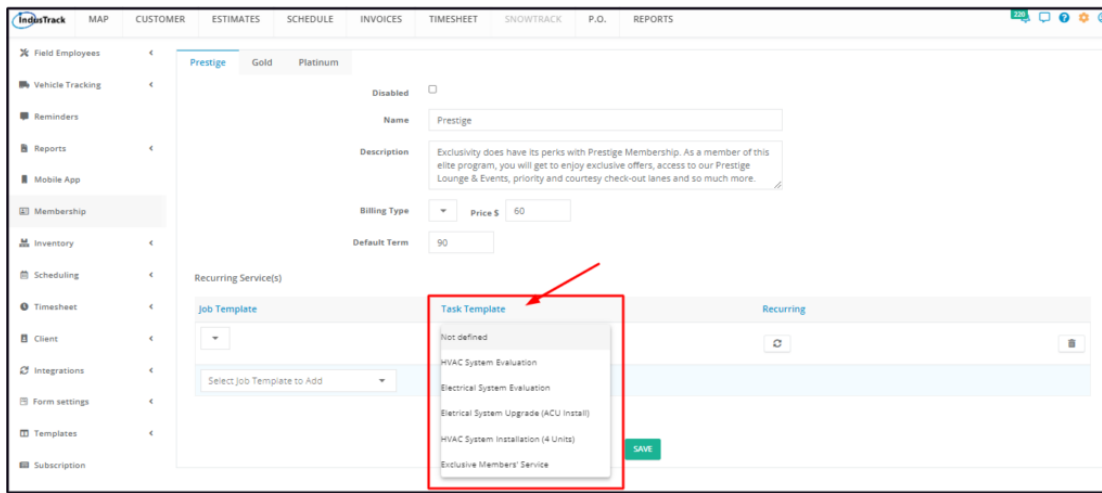 IndusTrack MAP CUSTOMER ESTIMATES SCHEDULE INVOICES TIMESHEET SNOWTRACK P.O. REPORTS 220
Field Employees
Vehicle Tracking
Reminders
Reports
Mobile App
Membership
Inventory
Scheduling
Timesheet
Client
Integrations
Form settings
Templates
Subscription
Prestige Gold Platinum
Disabled
Name Prestige
Description Exclusivity does have its perks with Prestige Membership. As a member of this
elite program, you will get to enjoy exclusive offers, access to our Prestige
Lounge & Events, priority and courtesy check-out lanes and so much more.
Billing Type Price $ 60
Default Term 90
Recurring Service(s)
Job Template Task Template Recurring
Select Job Template to Add
Not defined
HVAC System Evaluation
Electrical System Evaluation
Eletrical System Upgrade (ACU Install)
HVAC System Installation (4 Units)
Exclusive Members' Service
SAVE